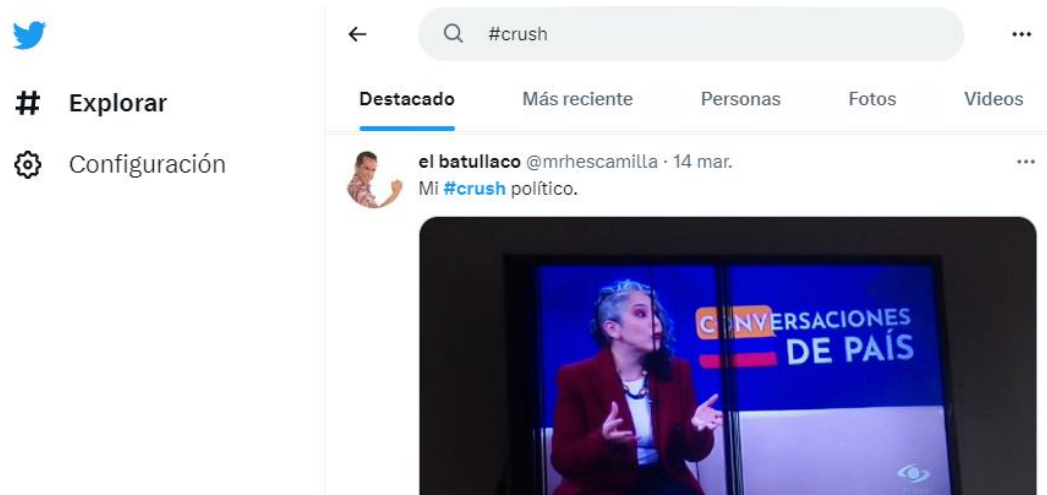 #crush
Explorar
Configuración
Destacado Más reciente Personas Fotos Videos
el batullaco @mrhescamilla · 14 mar.
Mi #crush político.
CONVERSACIONES
DE PAÍS